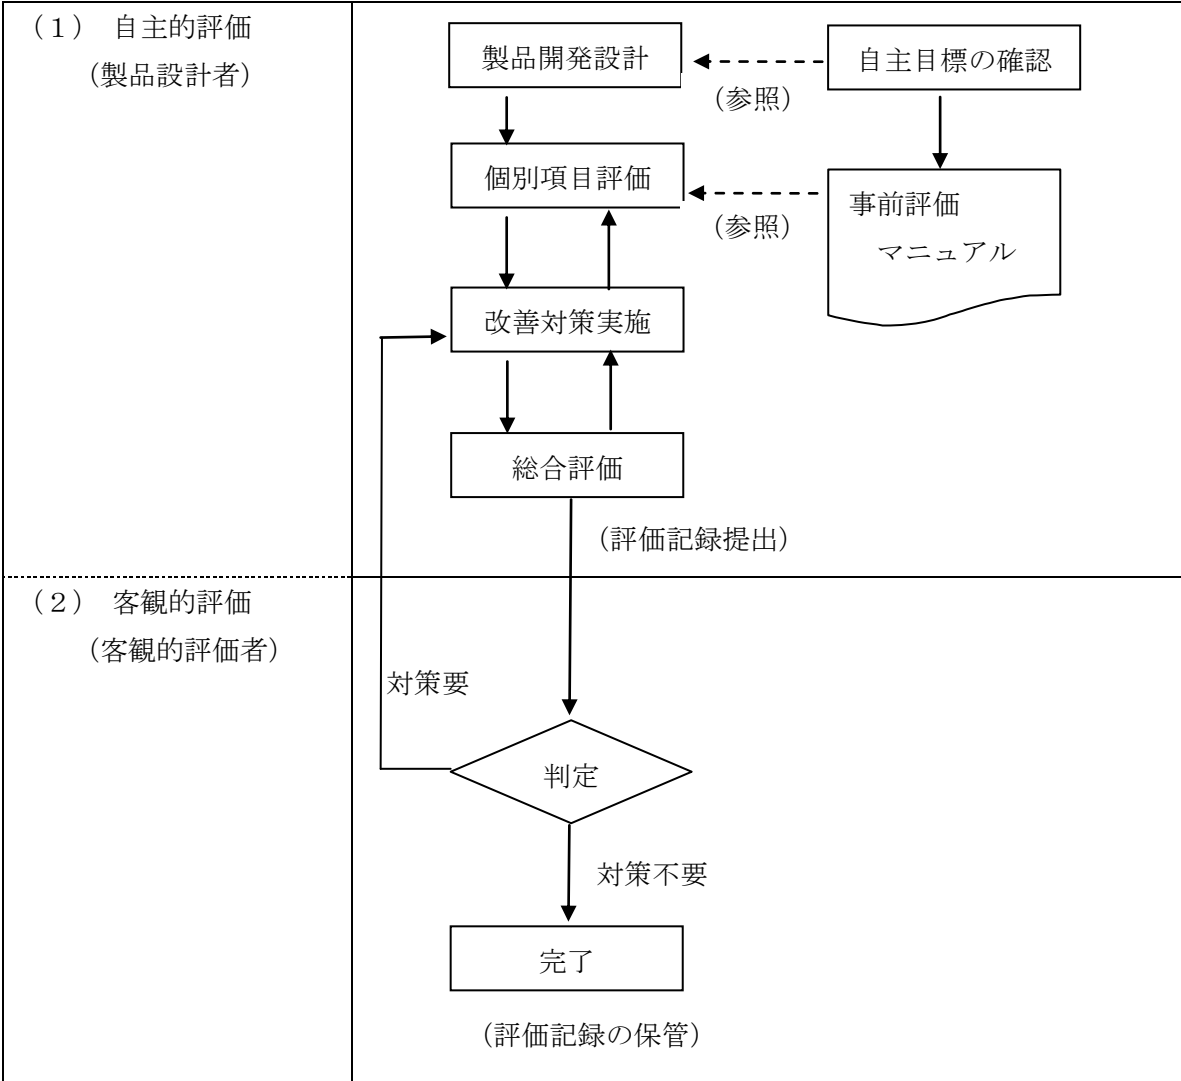 （１）　自主的評価
（製品設計者）
製品開発設計
自主目標の確認
（参照）
個別項目評価
（参照）
事前評価
マニュアル
改善対策実施
総合評価
（評価記録提出）
（２）　客観的評価
（客観的評価者）
対策要
判定
対策不要
完了
（評価記録の保管）